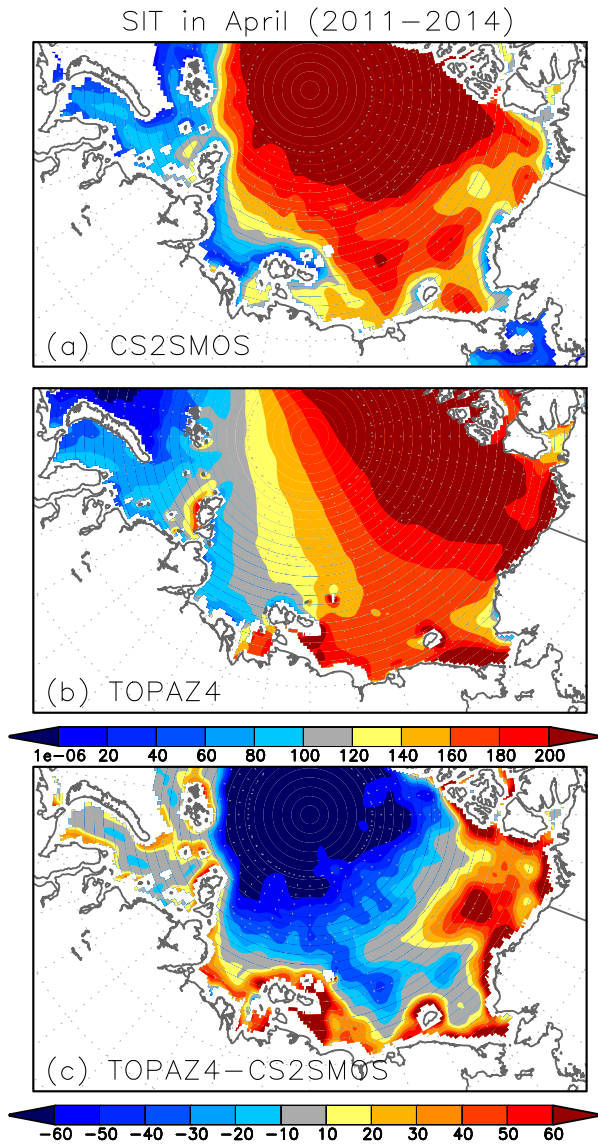 SIT in April (2011−2014)
(a) CS2SMOS
(b) TOPAZ4
1e−06 20 40 60 80 100 120 140 160 180 200
(c) TOPAZ4−CS2SMOS
−60 −50 −40 −30 −20 −10 10 20 30 40 50 60